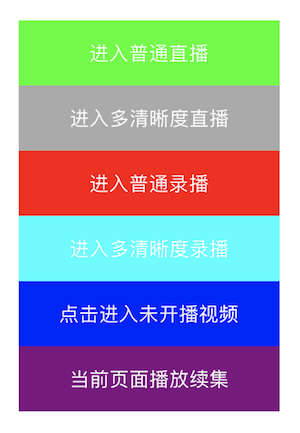 进入普通直播
进入多清晰度直播
进入普通录播
进入多清晰度录播
点击进入未开播视频
当前页面播放续集